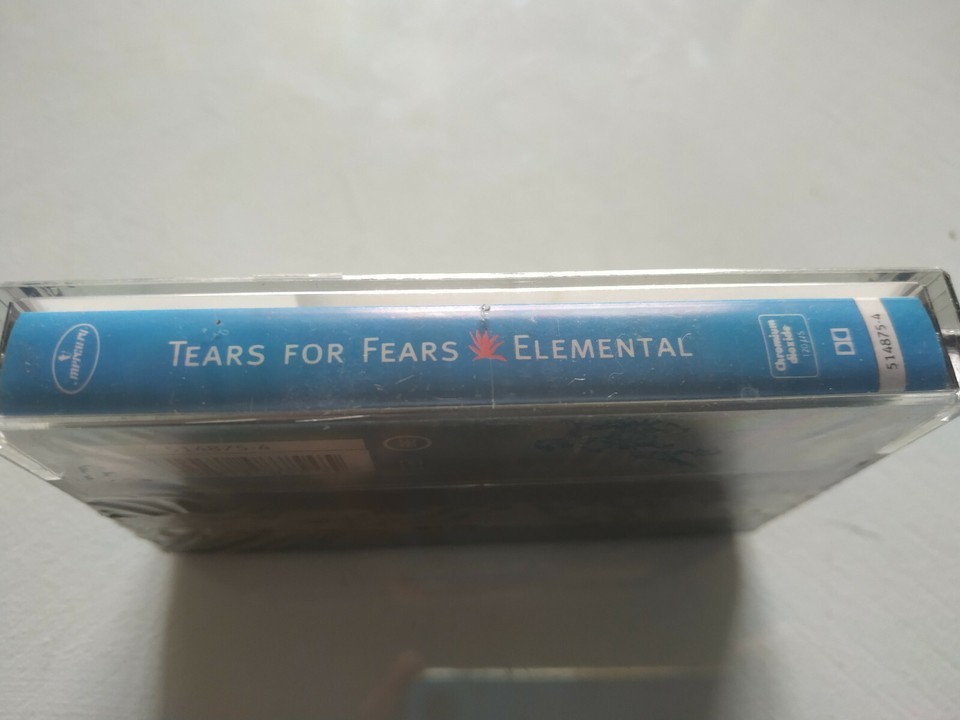 mercury
TEARS FOR FEARS ELEMENTAL
Chromium
dioxide
514875-4